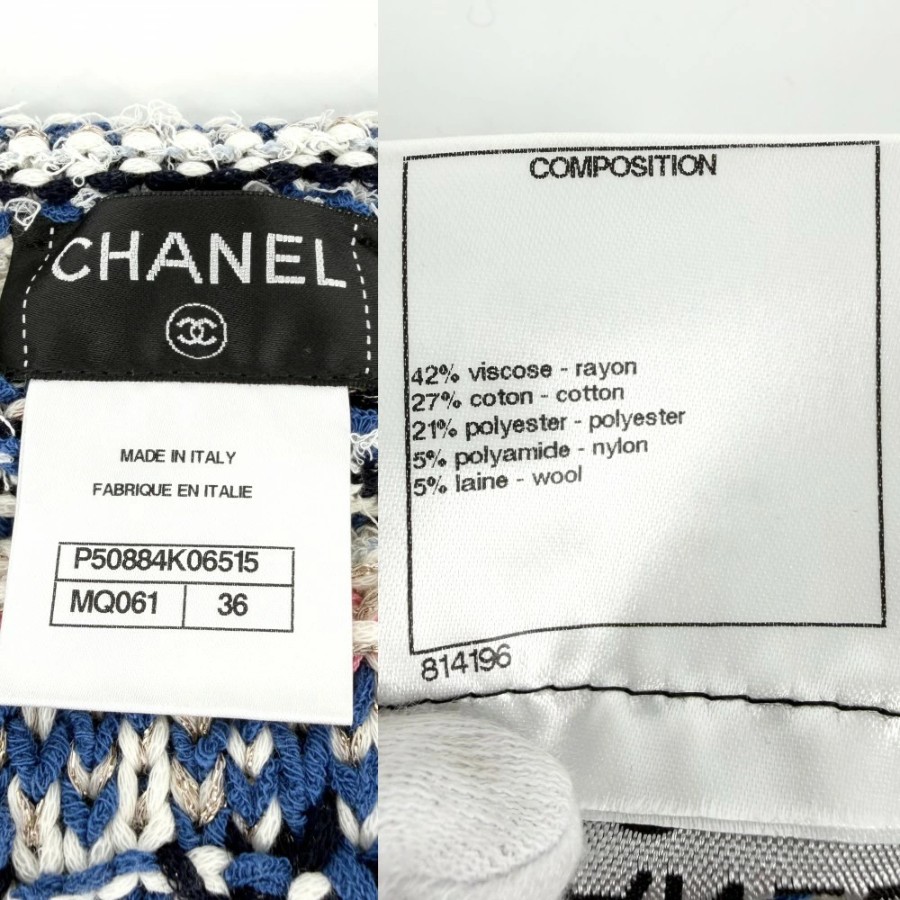 CHANEL
MADE IN ITALY
FABRIQUE EN ITALIE
P50884K06515
MQ061 36
COMPOSITION
42% viscose - rayon
27% coton - cotton
21% polyester - polyester
5% polyamide - nylon
5% laine - wool
814196